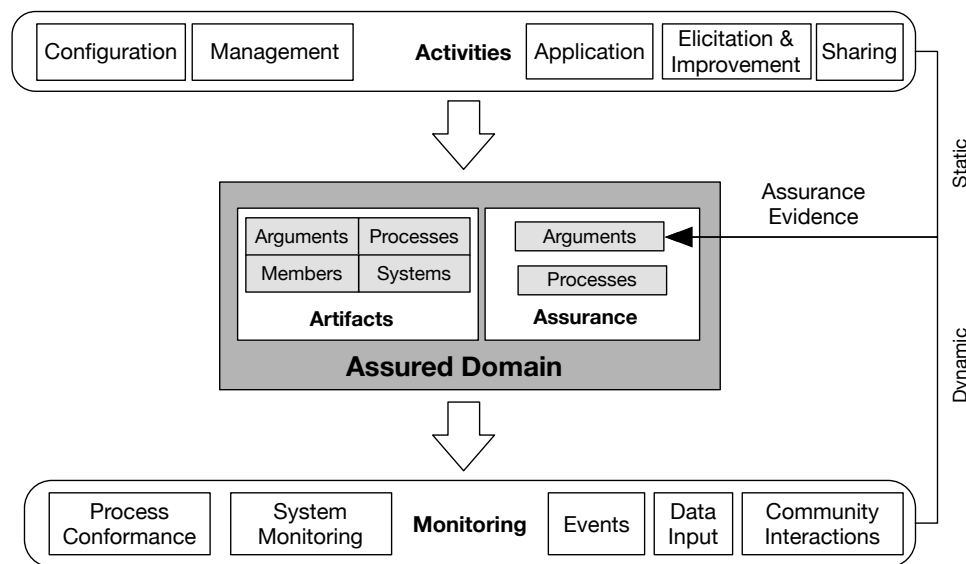 Configuration
Management
Activities
Application
Elicitation &
Improvement
Sharing
Static
Assurance
Evidence
Arguments
Processes
Members
Systems
Artifacts
Arguments
Processes
Assurance
Assured Domain
Dynamic
Process
Conformance
System
Monitoring
Monitoring
Events
Data
Input
Community
Interactions